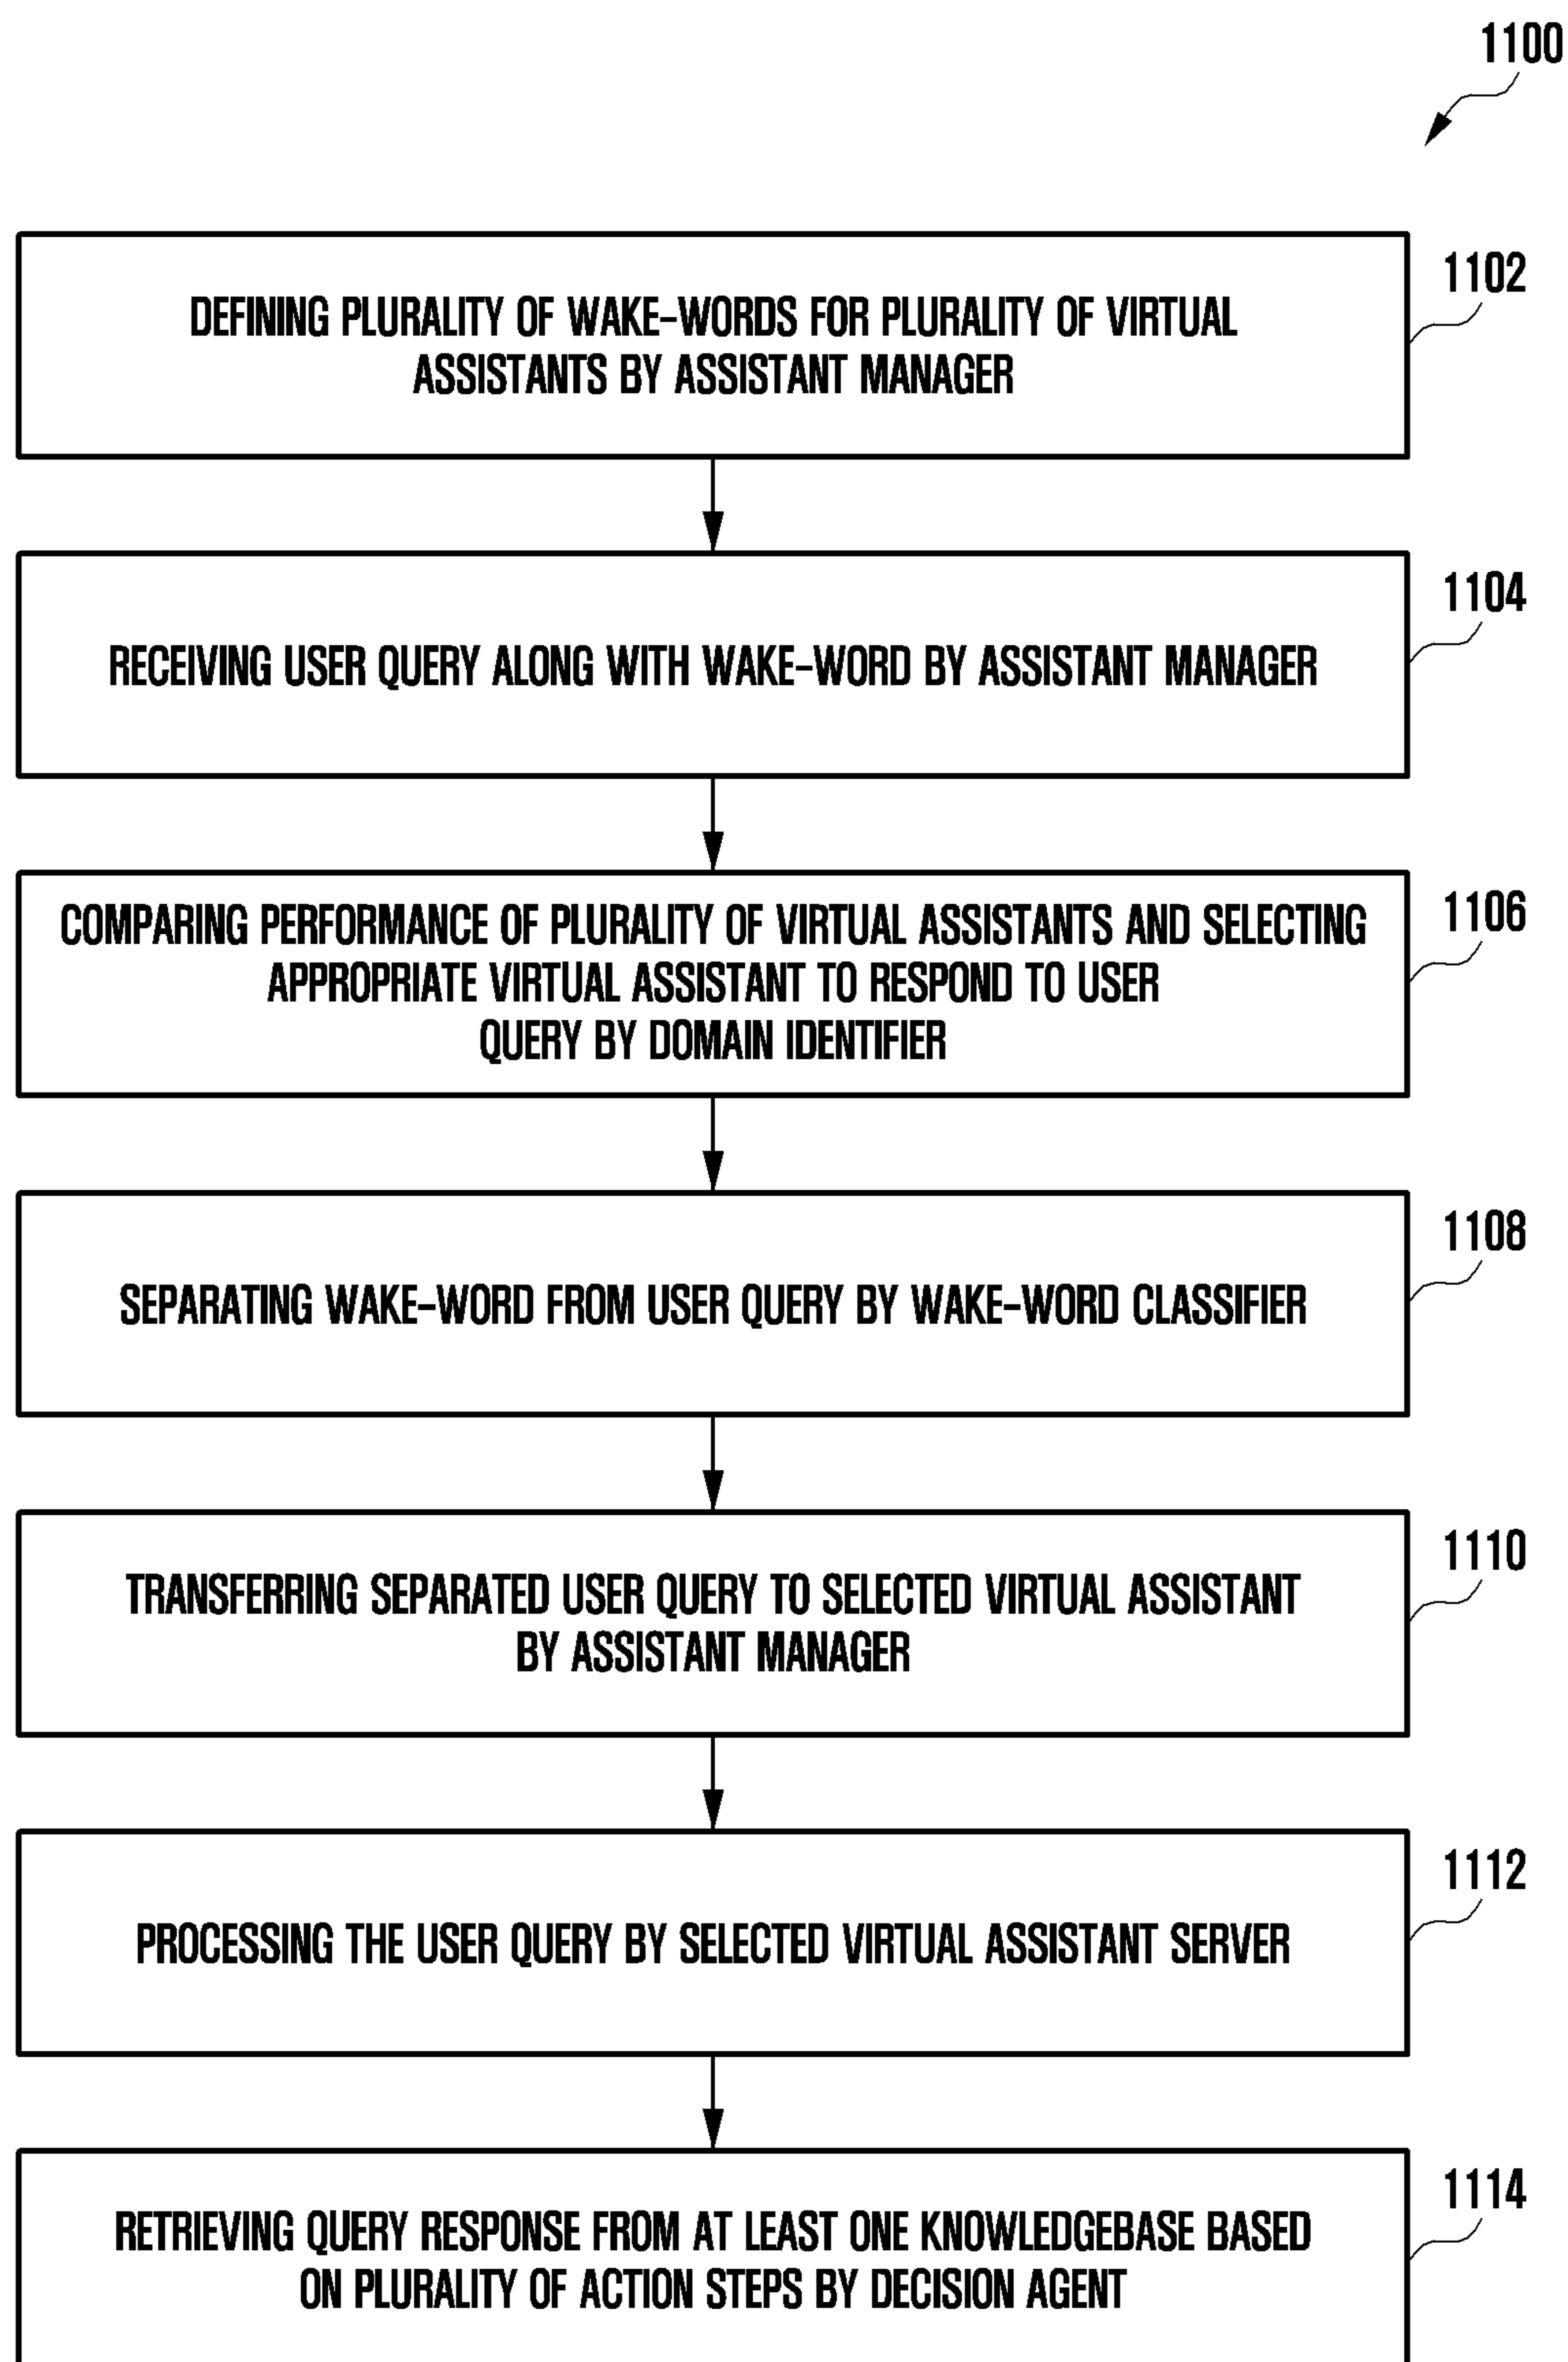 1100
DEFINING PLURALITY OF WAKE-WORDS FOR PLURALITY OF VIRTUAL
ASSISTANTS BY ASSISTANT MANAGER
1102
RECEIVING USER QUERY ALONG WITH WAKE-WORD BY ASSISTANT MANAGER
1104
COMPARING PERFORMANCE OF PLURALITY OF VIRTUAL ASSISTANTS AND SELECTING
APPROPRIATE VIRTUAL ASSISTANT TO RESPOND TO USER
QUERY BY DOMAIN IDENTIFIER
1106
SEPARATING WAKE-WORD FROM USER QUERY BY WAKE-WORD CLASSIFIER
1108
TRANSFERRING SEPARATED USER QUERY TO SELECTED VIRTUAL ASSISTANT
BY ASSISTANT MANAGER
1110
PROCESSING THE USER QUERY BY SELECTED VIRTUAL ASSISTANT SERVER
1112
RETRIEVING QUERY RESPONSE FROM AT LEAST ONE KNOWLEDGEBASE BASED
ON PLURALITY OF ACTION STEPS BY DECISION AGENT
1114